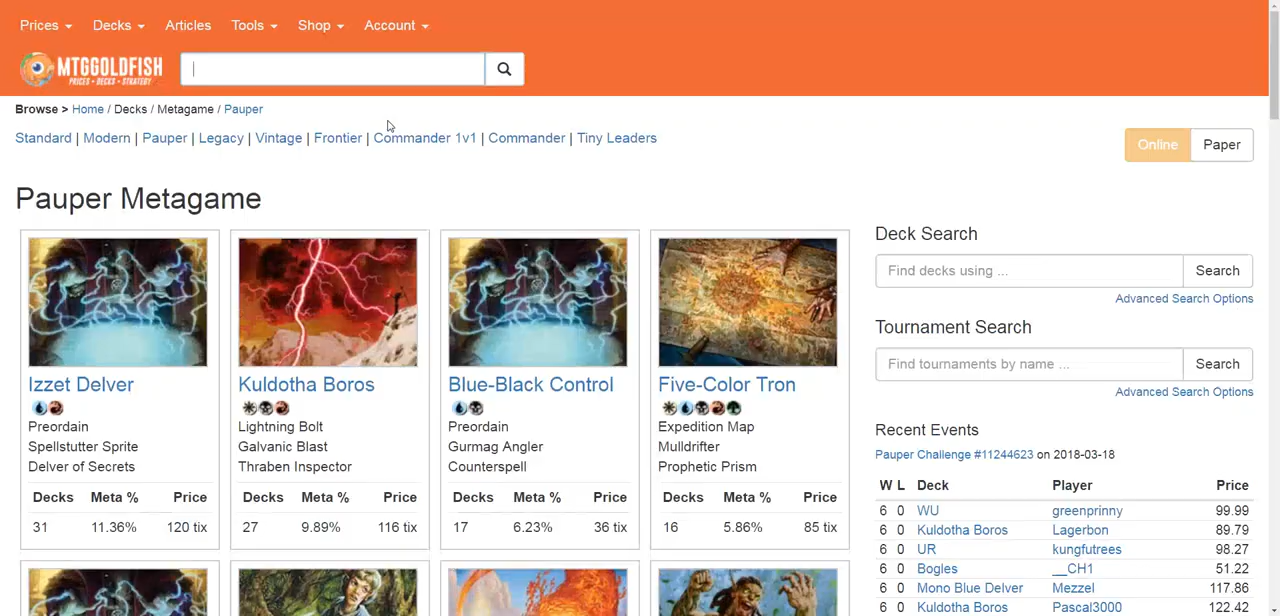 Prices Decks Articles Tools Shop Account
MTGGOLDFISH
PRICES • DECKS • STRATEGY
Browse > Home / Decks / Metagame / Pauper
Standard | Modern | Pauper | Legacy | Vintage | Frontier | Commander 1v1 | Commander | Tiny Leaders
Online Paper
Pauper Metagame
Izzet Delver
Preordain
Spellstutter Sprite
Delver of Secrets
Decks Meta % Price
31 11.36% 120 tix
Kuldotha Boros
Lightning Bolt
Galvanic Blast
Thraben Inspector
Decks Meta % Price
27 9.89% 116 tix
Blue-Black Control
Preordain
Gurmag Angler
Counterspell
Decks Meta % Price
17 6.23% 36 tix
Five-Color Tron
Expedition Map
Mulldrifter
Prophetic Prism
Decks Meta % Price
16 5.86% 85 tix
Deck Search
Find decks using ... Search
Advanced Search Options
Tournament Search
Find tournaments by name ... Search
Advanced Search Options
Recent Events
Pauper Challenge #11244623 on 2018-03-18
W L Deck Player Price
6 0 WU greenprinny 99.99
6 0 Kuldotha Boros Lagerbon 89.79
6 0 UR kungfutrees 98.27
6 0 Bogles __CH1 51.22
6 0 Mono Blue Delver Mezzel 117.86
6 0 Kuldotha Boros Pascal3000 122.42